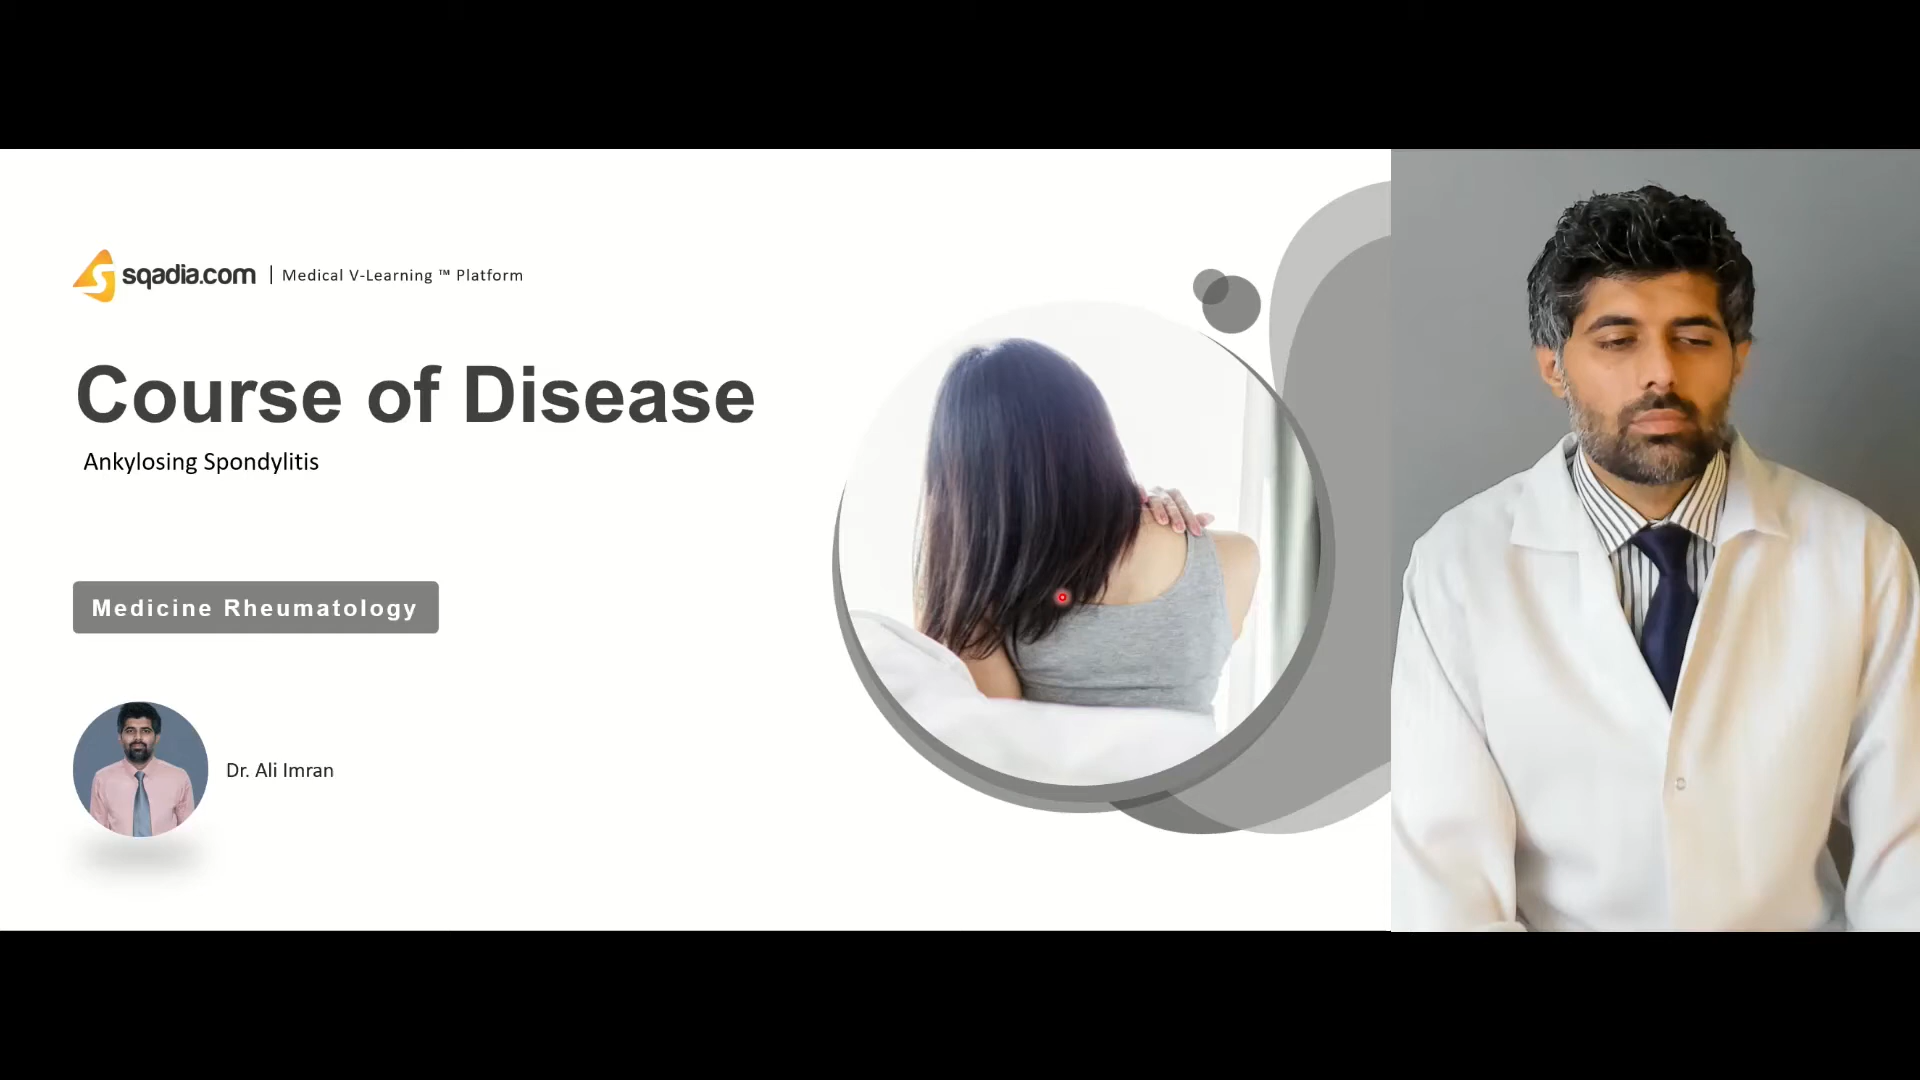 sqadia.com | Medical V-Learning ™ Platform
Course of Disease
Ankylosing Spondylitis
Medicine Rheumatology
Dr. Ali Imran